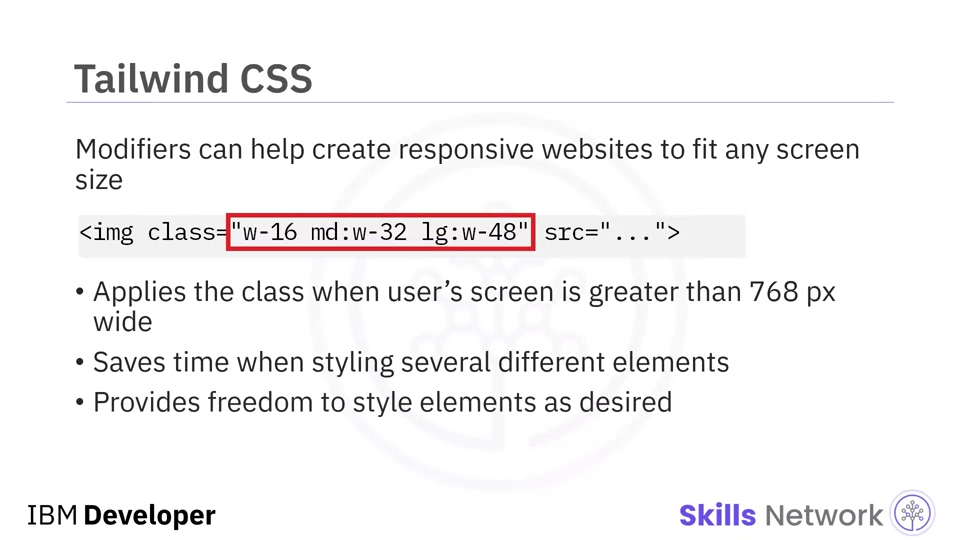 Tailwind CSS
Modifiers can help create responsive websites to fit any screen
size
<img class="w-16 md:w-32 lg:w-48" src="...">
• Applies the class when user’s screen is greater than 768 px
wide
• Saves time when styling several different elements
• Provides freedom to style elements as desired
IBM Developer
Skills Network